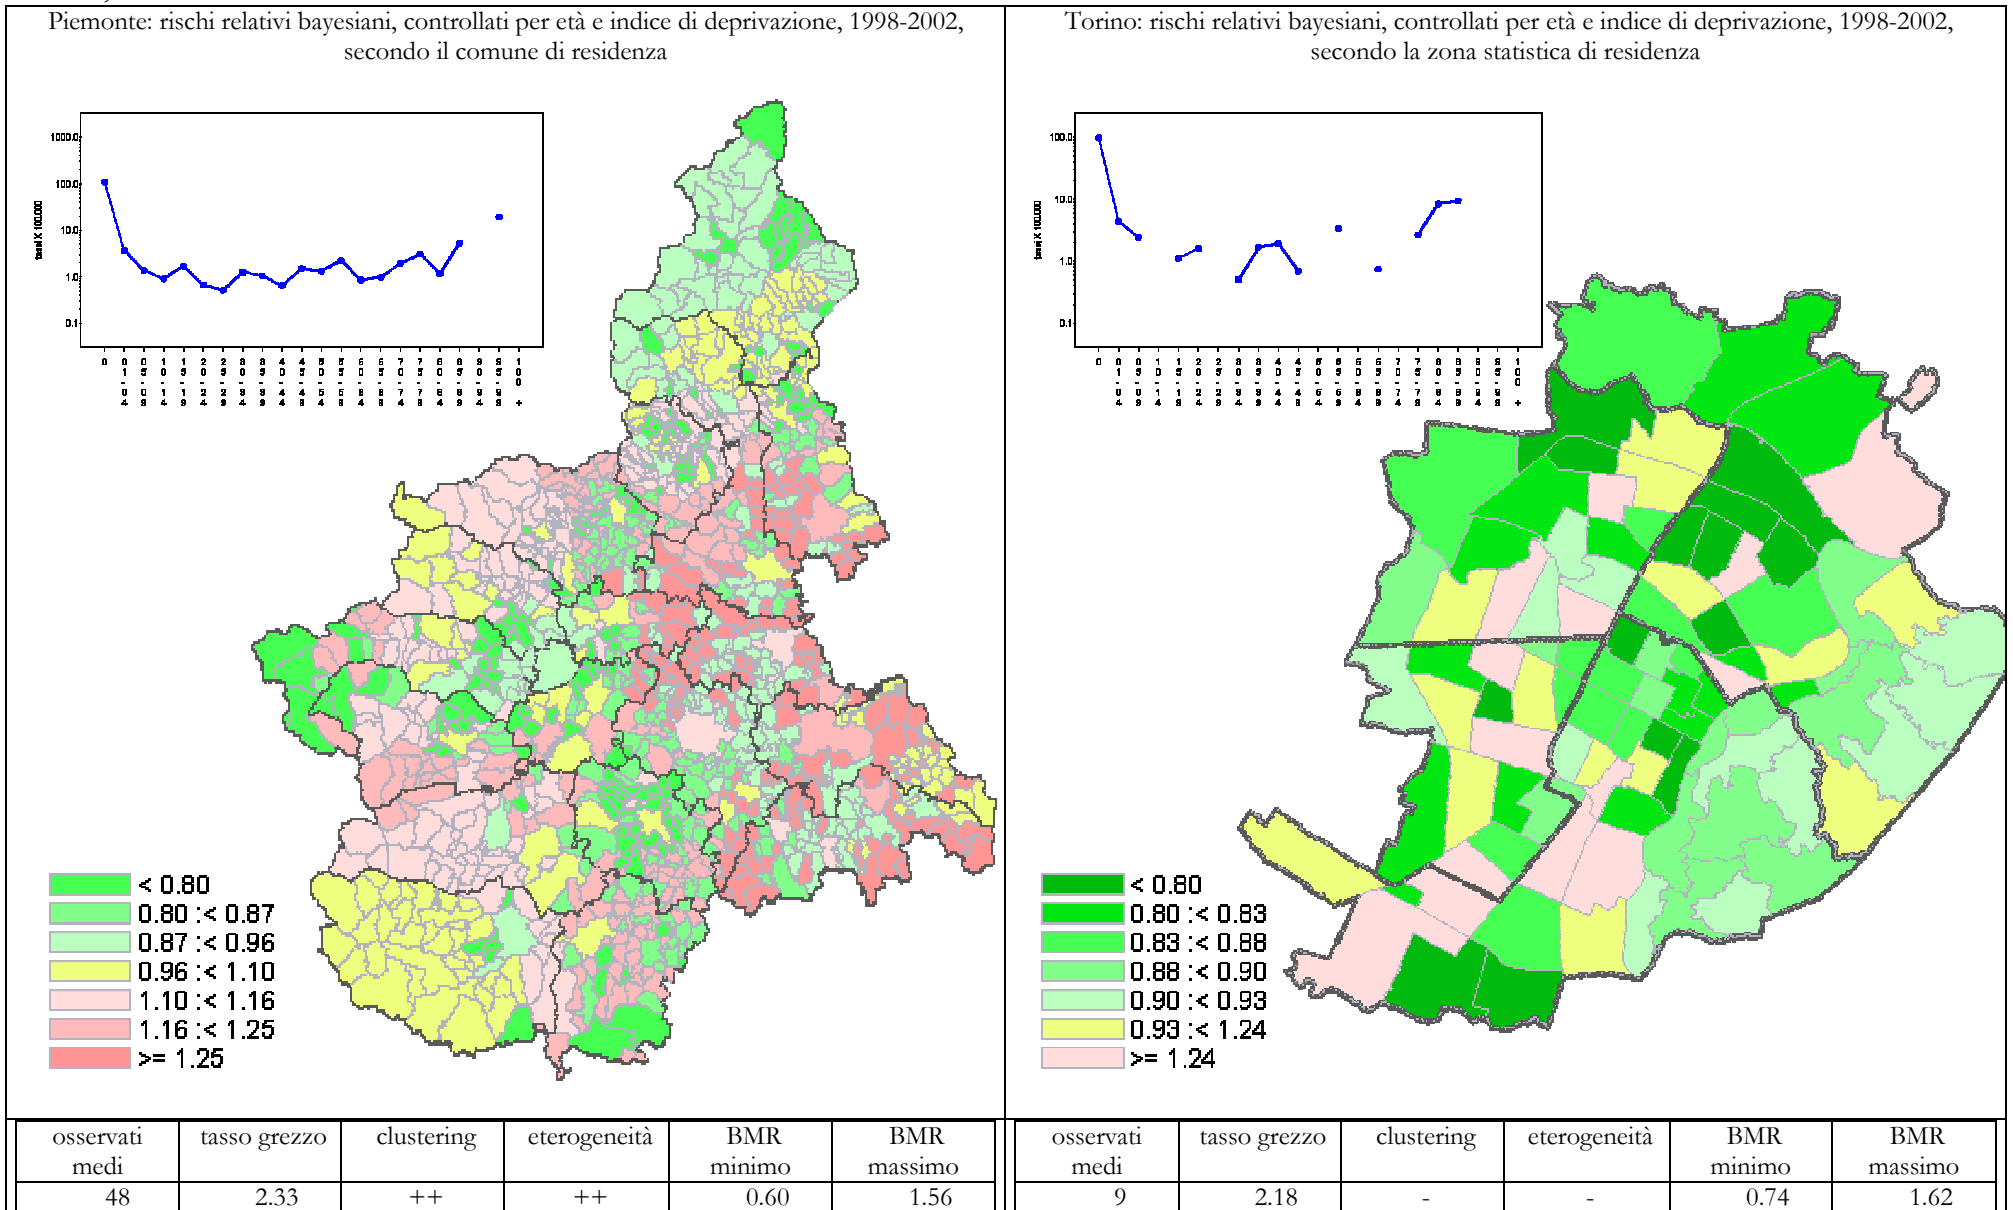 Piemonte: rischi relativi bayesiani, controllati per età e indice di deprivazione, 1998-2002,
secondo il comune di residenza
1000.0
100.0
10.0
1.0
0.1
tassi X 100.000
< 0.80
0.80 :< 0.87
0.87 :< 0.96
0.96 :< 1.10
1.10 :< 1.16
1.16 :< 1.25
>= 1.25
osservati medi
tasso grezzo
clustering
eterogeneità
BMR minimo
BMR massimo
48 2.33 ++ ++ 0.60 1.56
Torino: rischi relativi bayesiani, controllati per età e indice di deprivazione, 1998-2002,
secondo la zona statistica di residenza
100.0
10.0
1.0
0.1
tassi X 100.000
< 0.80
0.80 :< 0.83
0.83 :< 0.88
0.88 :< 0.90
0.90 :< 0.93
0.93 :< 1.24
>= 1.24
osservati medi
tasso grezzo
clustering
eterogeneità
BMR minimo
BMR massimo
9 2.18 - - 0.74 1.62